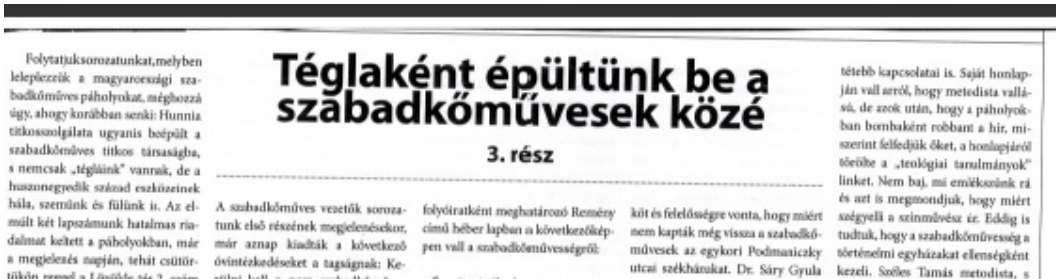 Folytatjuk sorozatunkat, melyben
leleplezzük a magyarországi sza-
badkőműves páholyokat, méghozzá
úgy, ahogy korábban senki: Hunnia
titkosszolgálata ugyanis beépült a
szabadkőműves titkos társaságba,
s nemcsak „tégláink” vannak, de a
huszonegyedik század eszközeinek
hála, szemünk és fülünk is. Az el-
múlt két lapszámunk hatalmas ria-
dalmat keltett a páholyokban, már
a megjelenés napján, tehát csütör-
Téglaként épültünk be a
szabadkőművesek közé
3. rész
A szabadkőműves vezetők soroza-
tunk első részének megjelenésekor,
már aznap kiadták a következő
óvintézkedéseket a tagságnak: Ke-
folyóiratként meghatározó Remény
című héber lapban a következőkép-
pen vall a szabadkőművességről:
köt és felelősségre vonta, hogy miért
nem kapták még vissza a szabadkő-
művesek az egykori Podmaniczky
utcai székházukat. Dr. Sáry Gyula
tétebb kapcsolatai is. Saját honlap-
ján vall arról, hogy metodista vallá-
sú, de azok után, hogy a páholyok-
ban bombaként robbant a hír, mi-
szerint felfedjük őket, a honlapjáról
törölte a „teológiai tanulmányok”
linket. Nem baj, mi emlékszünk rá
és azt is megmondjuk, hogy miért
szégyelli a színművész úr. Eddig is
tudtuk, hogy a szabadkőművesség a
történelmi egyházakat ellenségként
kezeli. Széles Tamás metodista, s